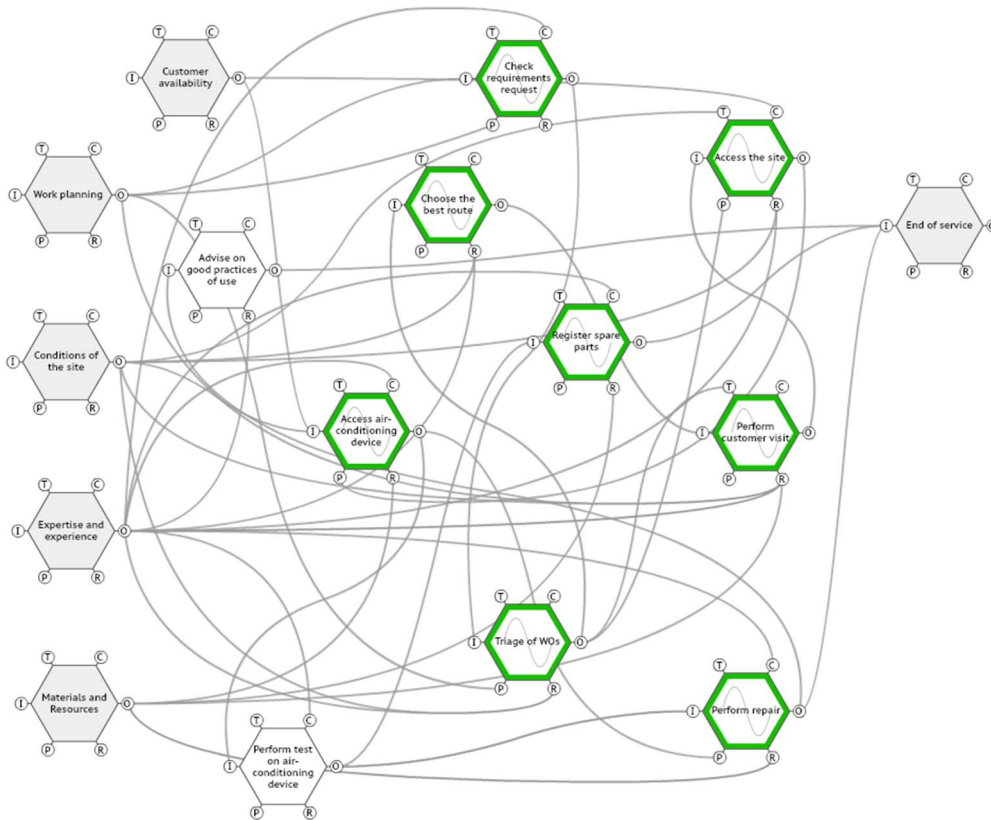 T C
Customer
I O
availability
P R
T C
Check
I requirements O
request
P R
T C
I Access the site O
P R
T C
I Work planning O
P R
T C
Choose the
I O
best route
P R
T C
I End of service
P R
T C
Advise on
I good practices O
of use
P R
T C
Conditions of
I O
the site
P R
T C
Register spare
I O
parts
P R
T C
Access air-
I conditioning O
device
P R
T C
Perform
I O
customer visit
P R
T C
Expertise and
I O
experience
P R
T C
I Triage of WOs O
P R
T C
Materials and
I O
Resources
P R
T C
I Perform repair O
P R
T C
Perform test
on air-
I O
conditioning
device
P R